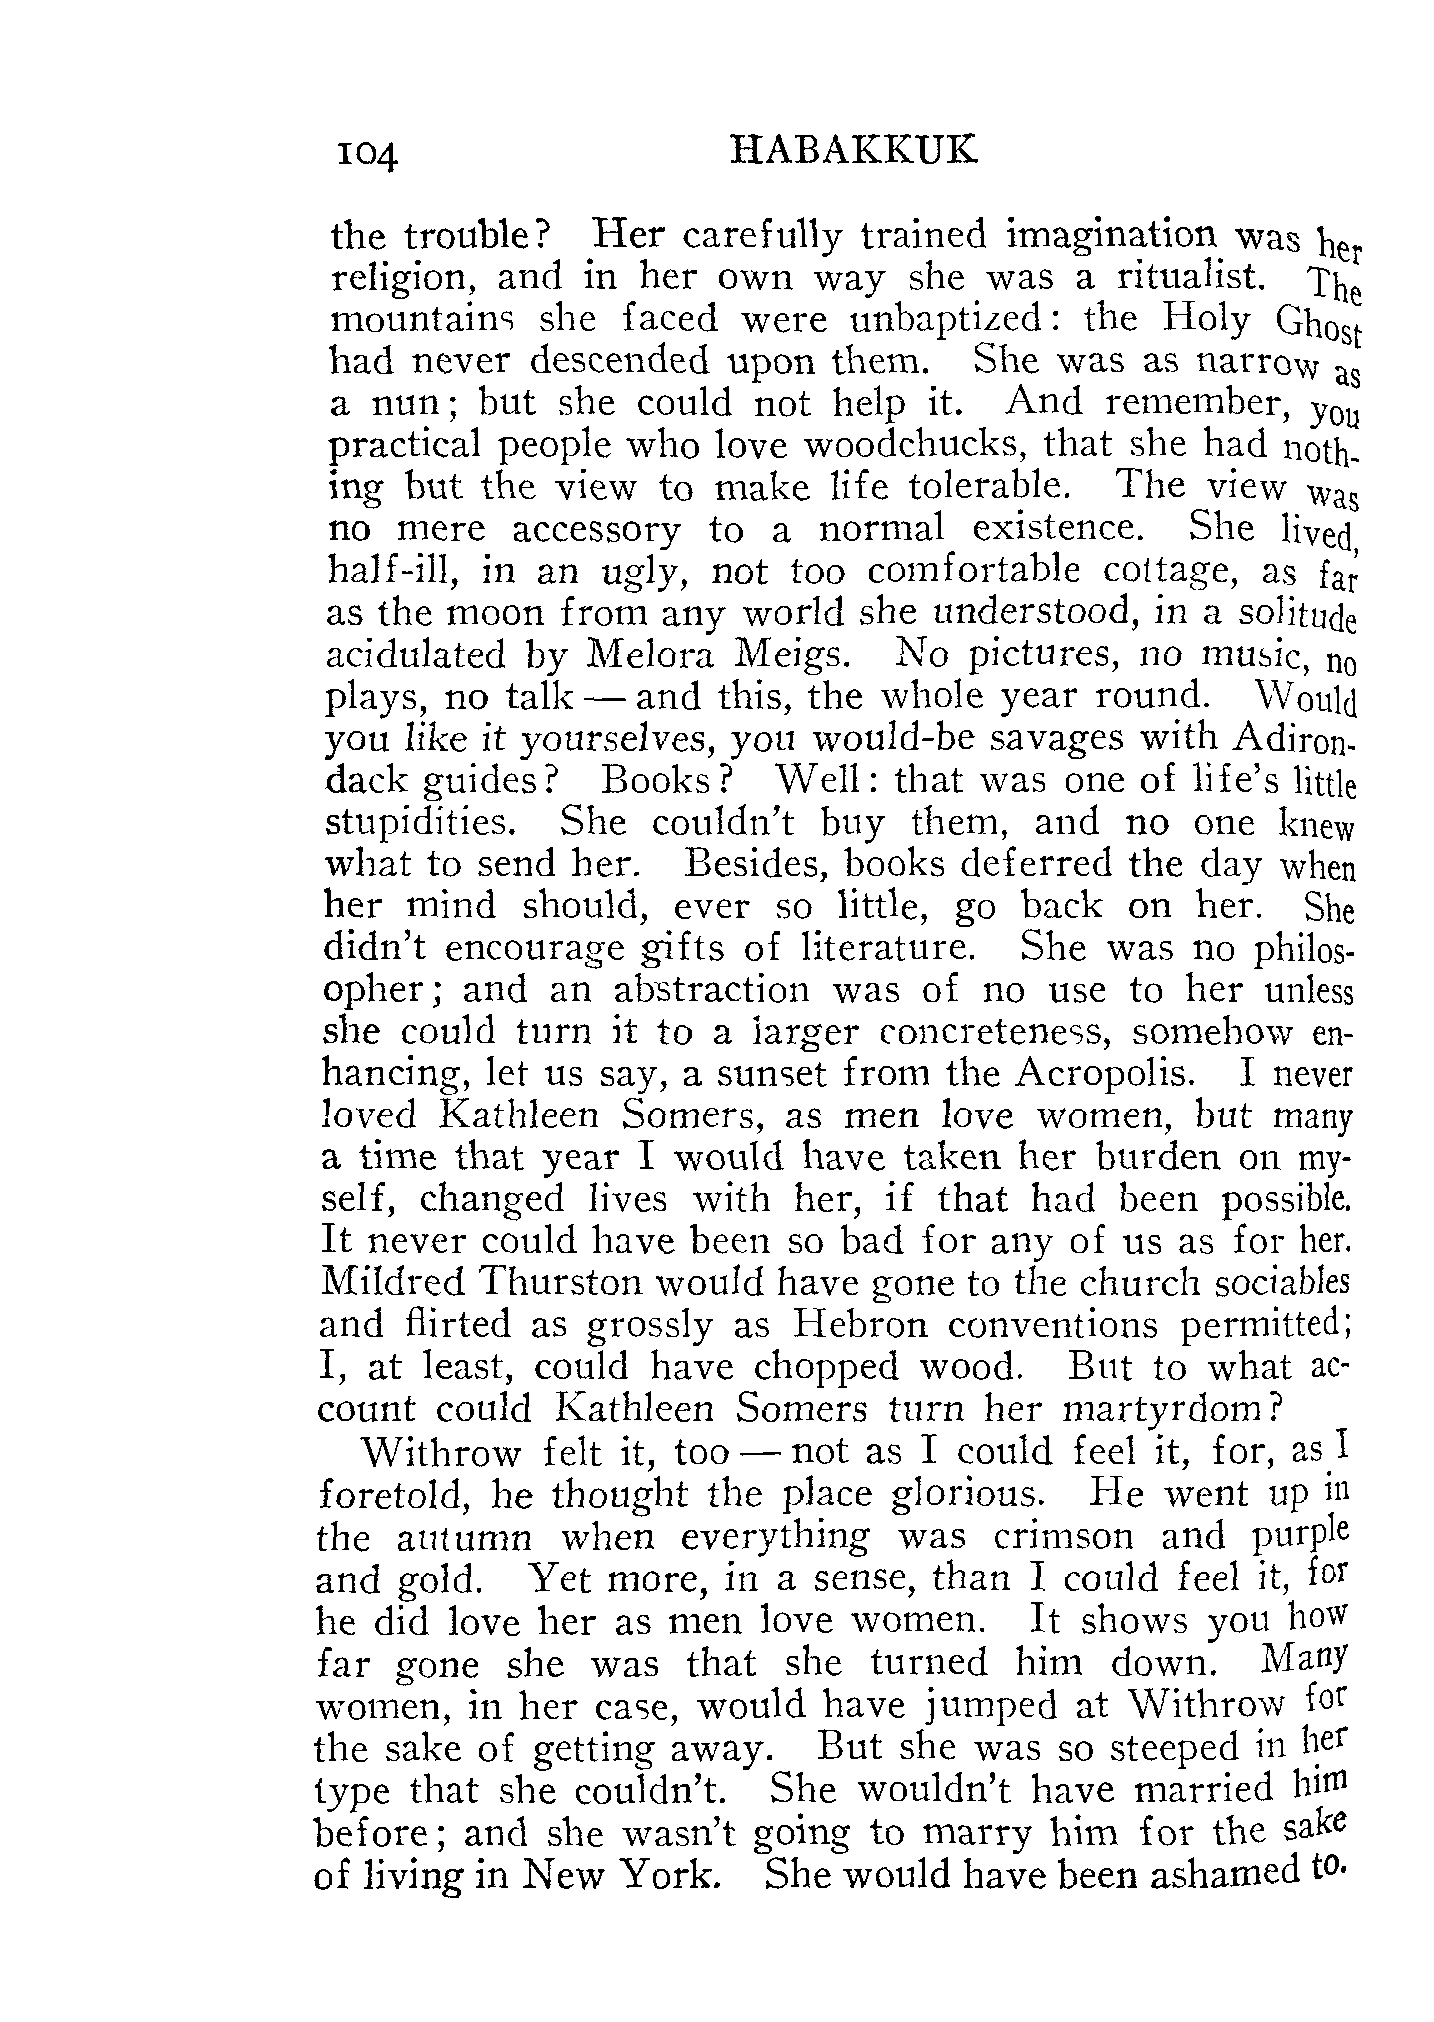 104 HABAKKUK
the trouble? Her carefully trained imagination was her
religion, and in her own way she was a ritualist. The
mountains she faced were unbaptized: the Holy Ghost
had never descended upon them. She was as narrow as
a nun; but she could not help it. And remember, you
practical people who love woodchucks, that she had noth-
ing but the view to make life tolerable. The view was
no mere accessory to a normal existence. She lived,
half-ill, in an ugly, not too comfortable cottage, as far
as the moon from any world she understood, in a solitude
acidulated by Melora Meigs. No pictures, no music, no
plays, no talk — and this, the whole year round. Would
you like it yourselves, you would-be savages with Adiron-
dack guides? Books? Well: that was one of life's little
stupidities. She couldn't buy them, and no one knew
what to send her. Besides, books deferred the day when
her mind should, ever so little, go back on her. She
didn't encourage gifts of literature. She was no philos-
opher; and an abstraction was of no use to her unless
she could turn it to a larger concreteness, somehow en-
hancing, let us say, a sunset from the Acropolis. I never
loved Kathleen Somers, as men love women, but many
a time that year I would have taken her burden on my-
self, changed lives with her, if that had been possible.
It never could have been so bad for any of us as for her.
Mildred Thurston would have gone to the church sociables
and flirted as grossly as Hebron conventions permitted;
I, at least, could have chopped wood. But to what ac-
count could Kathleen Somers turn her martyrdom?
Withrow felt it, too — not as I could feel it, for, as I
foretold, he thought the place glorious. He went up in
the autumn when everything was crimson and purple
and gold. Yet more, in a sense, than I could feel it, for
he did love her as men love women. It shows you how
far gone she was that she turned him down. Many
women, in her case, would have jumped at Withrow for
the sake of getting away. But she was so steeped in her
type that she couldn't. She wouldn't have married him
before; and she wasn't going to marry him for the sake
of living in New York. She would have been ashamed to.